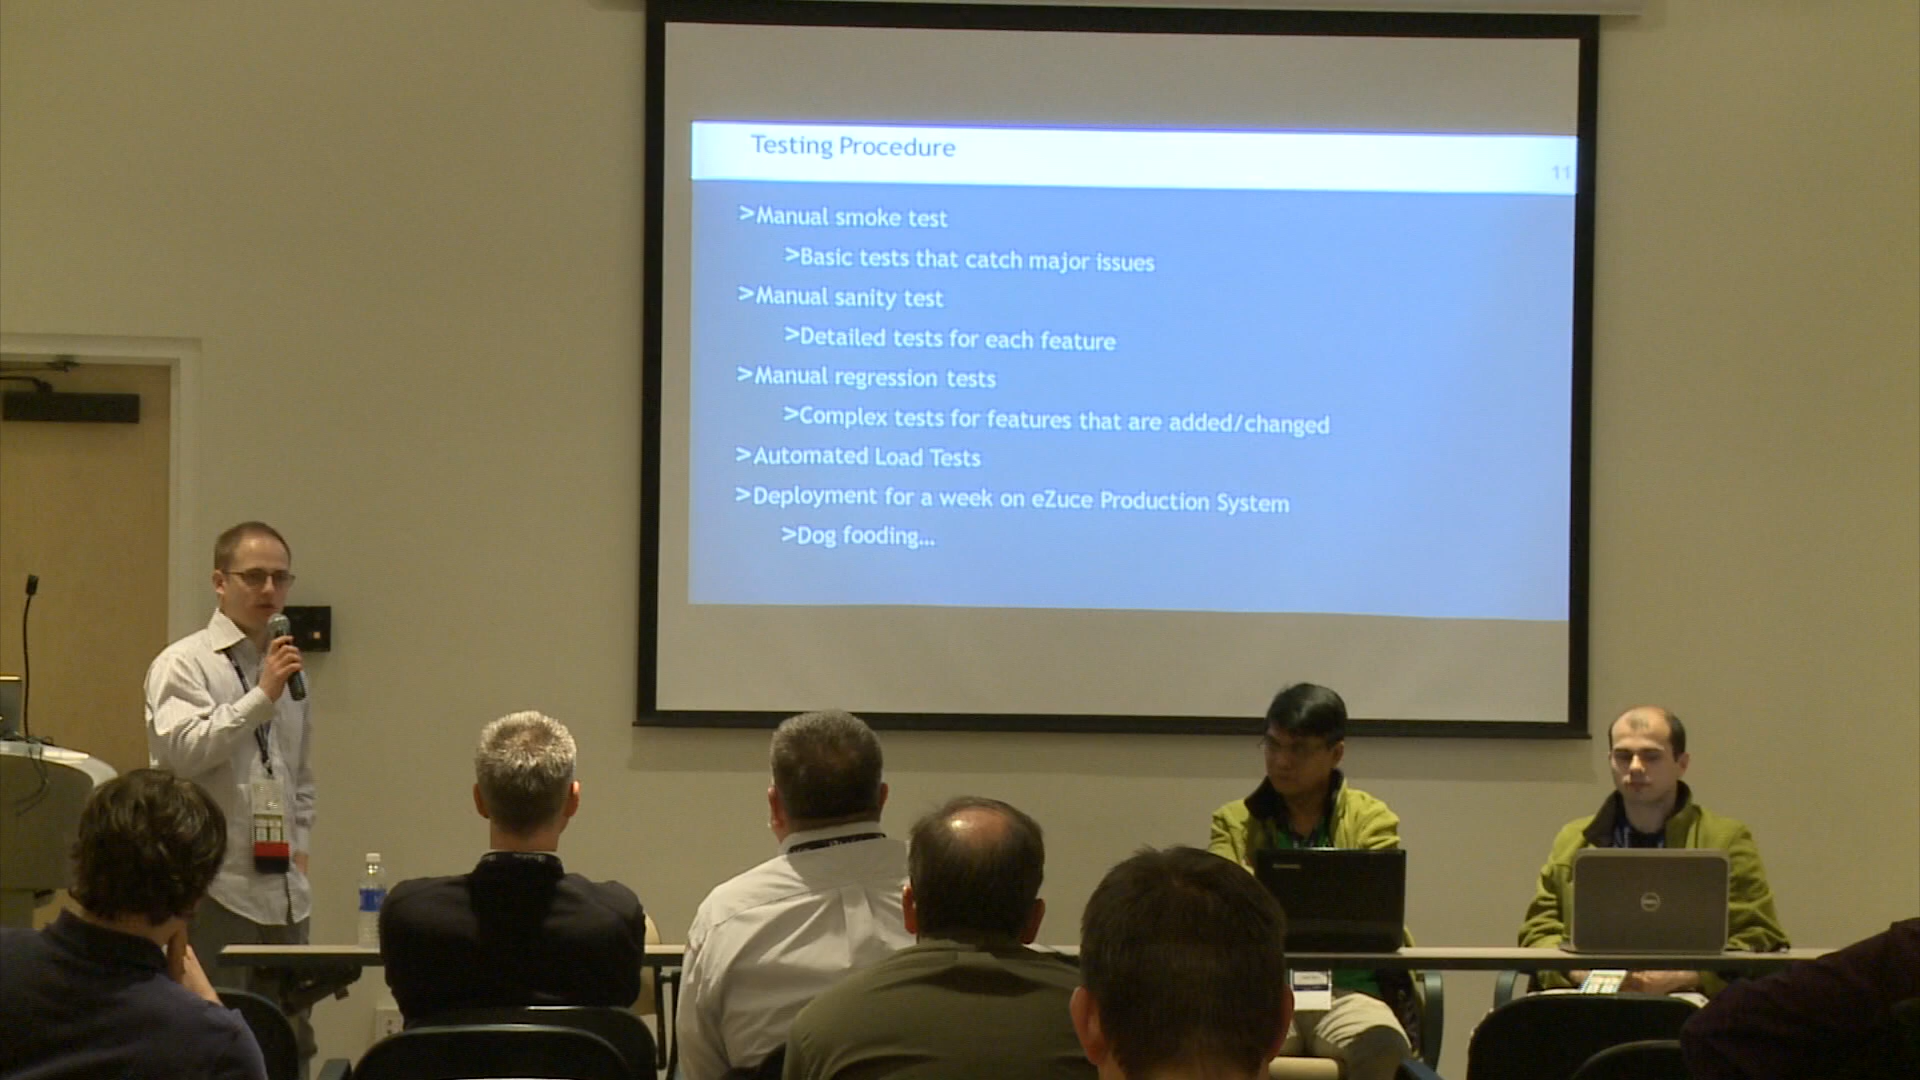 Testing Procedure
11
>Manual smoke test
>Basic tests that catch major issues
>Manual sanity test
>Detailed tests for each feature
>Manual regression tests
>Complex tests for features that are added/changed
>Automated Load Tests
>Deployment for a week on eZuce Production System
>Dog fooding...
DELL